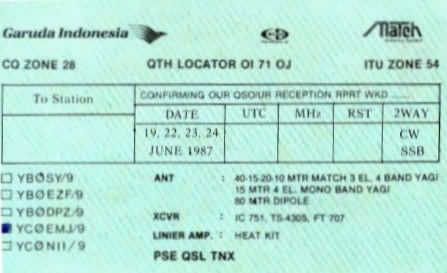 Garuda Indonesia
Match
CQ ZONE 28 QTH LOCATOR OI 71 OJ ITU ZONE 54
To Station CONFIRMING OUR QSO/UR RECEPTION RPRT WKD ........
DATE UTC MHz RST 2WAY
19, 22, 23, 24 CW
JUNE 1987 SSB
YBØSY/9 ANT : 40-15-20-10 MTR MATCH 3 EL. 4 BAND YAGI
YBØEZF/9 15 MTR 4 EL. MONO BAND YAGI
YBØDPZ/9 80 MTR DIPOLE
YCØEMJ/9 XCVR : IC 751, TS-430S, FT 707
YCØNII/9 LINIER AMP. : HEAT KIT
PSE QSL TNX